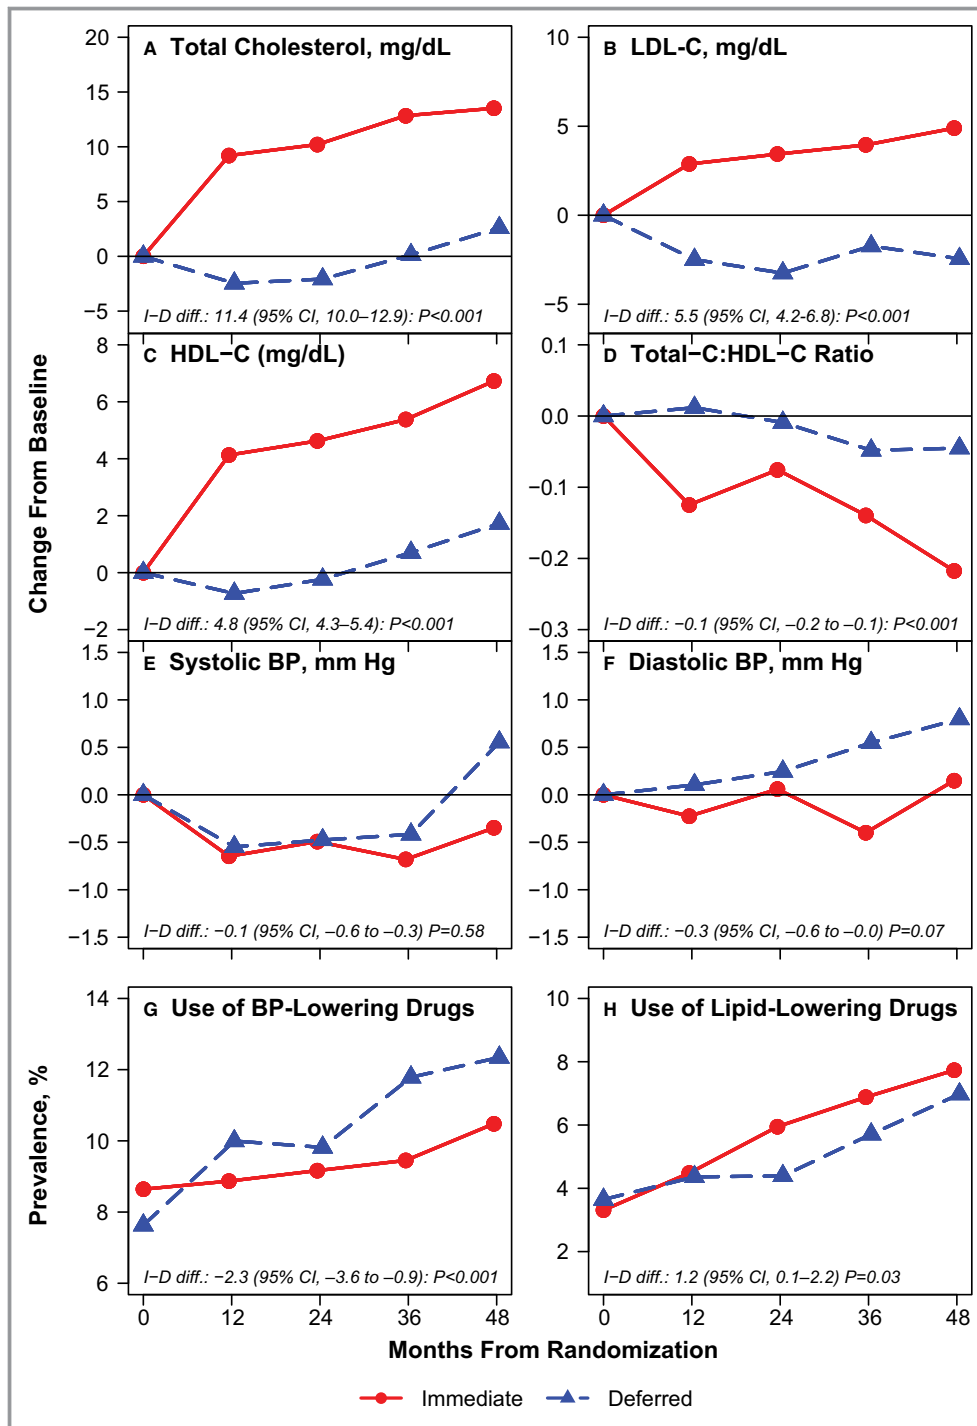 A Total Cholesterol, mg/dL
20
15
10
5
0
−5
I−D diff.: 11.4 (95% CI, 10.0–12.9): P<0.001
B LDL-C, mg/dL
10
5
0
−5
I−D diff.: 5.5 (95% CI, 4.2-6.8): P<0.001
C HDL−C (mg/dL)
8
6
4
2
0
−2
I−D diff.: 4.8 (95% CI, 4.3–5.4): P<0.001
D Total−C:HDL−C Ratio
0.1
0.0
−0.1
−0.2
−0.3
I−D diff.: −0.1 (95% CI, –0.2 to –0.1): P<0.001
Change From Baseline
E Systolic BP, mm Hg
1.5
1.0
0.5
0.0
−0.5
−1.0
−1.5
I−D diff.: −0.1 (95% CI, –0.6 to –0.3) P=0.58
F Diastolic BP, mm Hg
1.5
1.0
0.5
0.0
−0.5
−1.0
−1.5
I−D diff.: −0.3 (95% CI, –0.6 to –0.0) P=0.07
G Use of BP-Lowering Drugs
14
12
10
8
6
I−D diff.: −2.3 (95% CI, –3.6 to –0.9): P<0.001
0 12 24 36 48
H Use of Lipid-Lowering Drugs
10
8
6
4
2
I−D diff.: 1.2 (95% CI, 0.1–2.2) P=0.03
0 12 24 36 48
Prevalence, %
Months From Randomization
Immediate Deferred